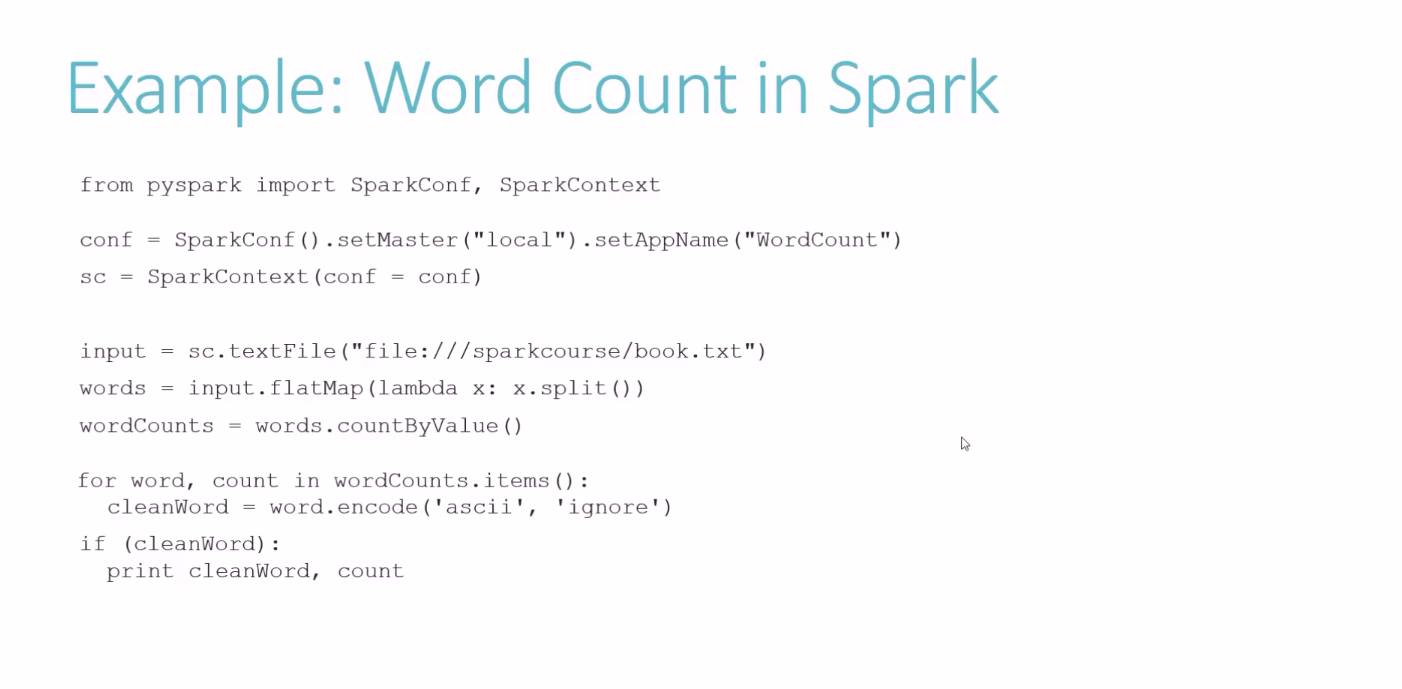 Example: Word Count in Spark
from pyspark import SparkConf, SparkContext
conf = SparkConf().setMaster("local").setAppName("WordCount")
sc = SparkContext(conf = conf)
input = sc.textFile("file:///sparkcourse/book.txt")
words = input.flatMap(lambda x: x.split())
wordCounts = words.countByValue()
for word, count in wordCounts.items():
  cleanWord = word.encode('ascii', 'ignore')
if (cleanWord):
  print cleanWord, count